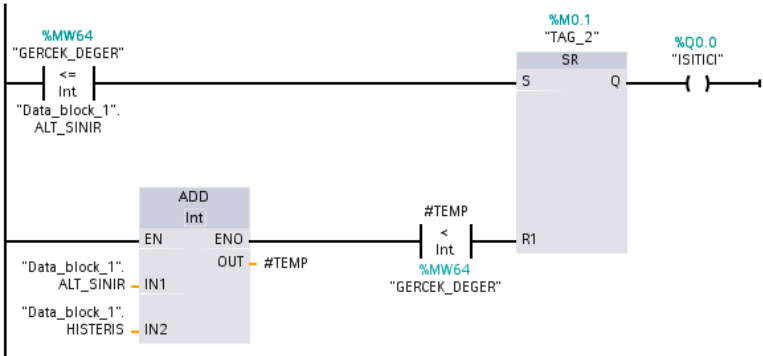 %MW64
"GERCEK_DEGER"
<=
Int
"Data_block_1".
ALT_SINIR
%M0.1
"TAG_2"
SR
S
Q
R1
%Q0.0
"ISITICI"
( )
ADD
Int
EN
ENO
OUT
#TEMP
"Data_block_1".
ALT_SINIR
IN1
"Data_block_1".
HISTERIS
IN2
#TEMP
<
Int
%MW64
"GERCEK_DEGER"